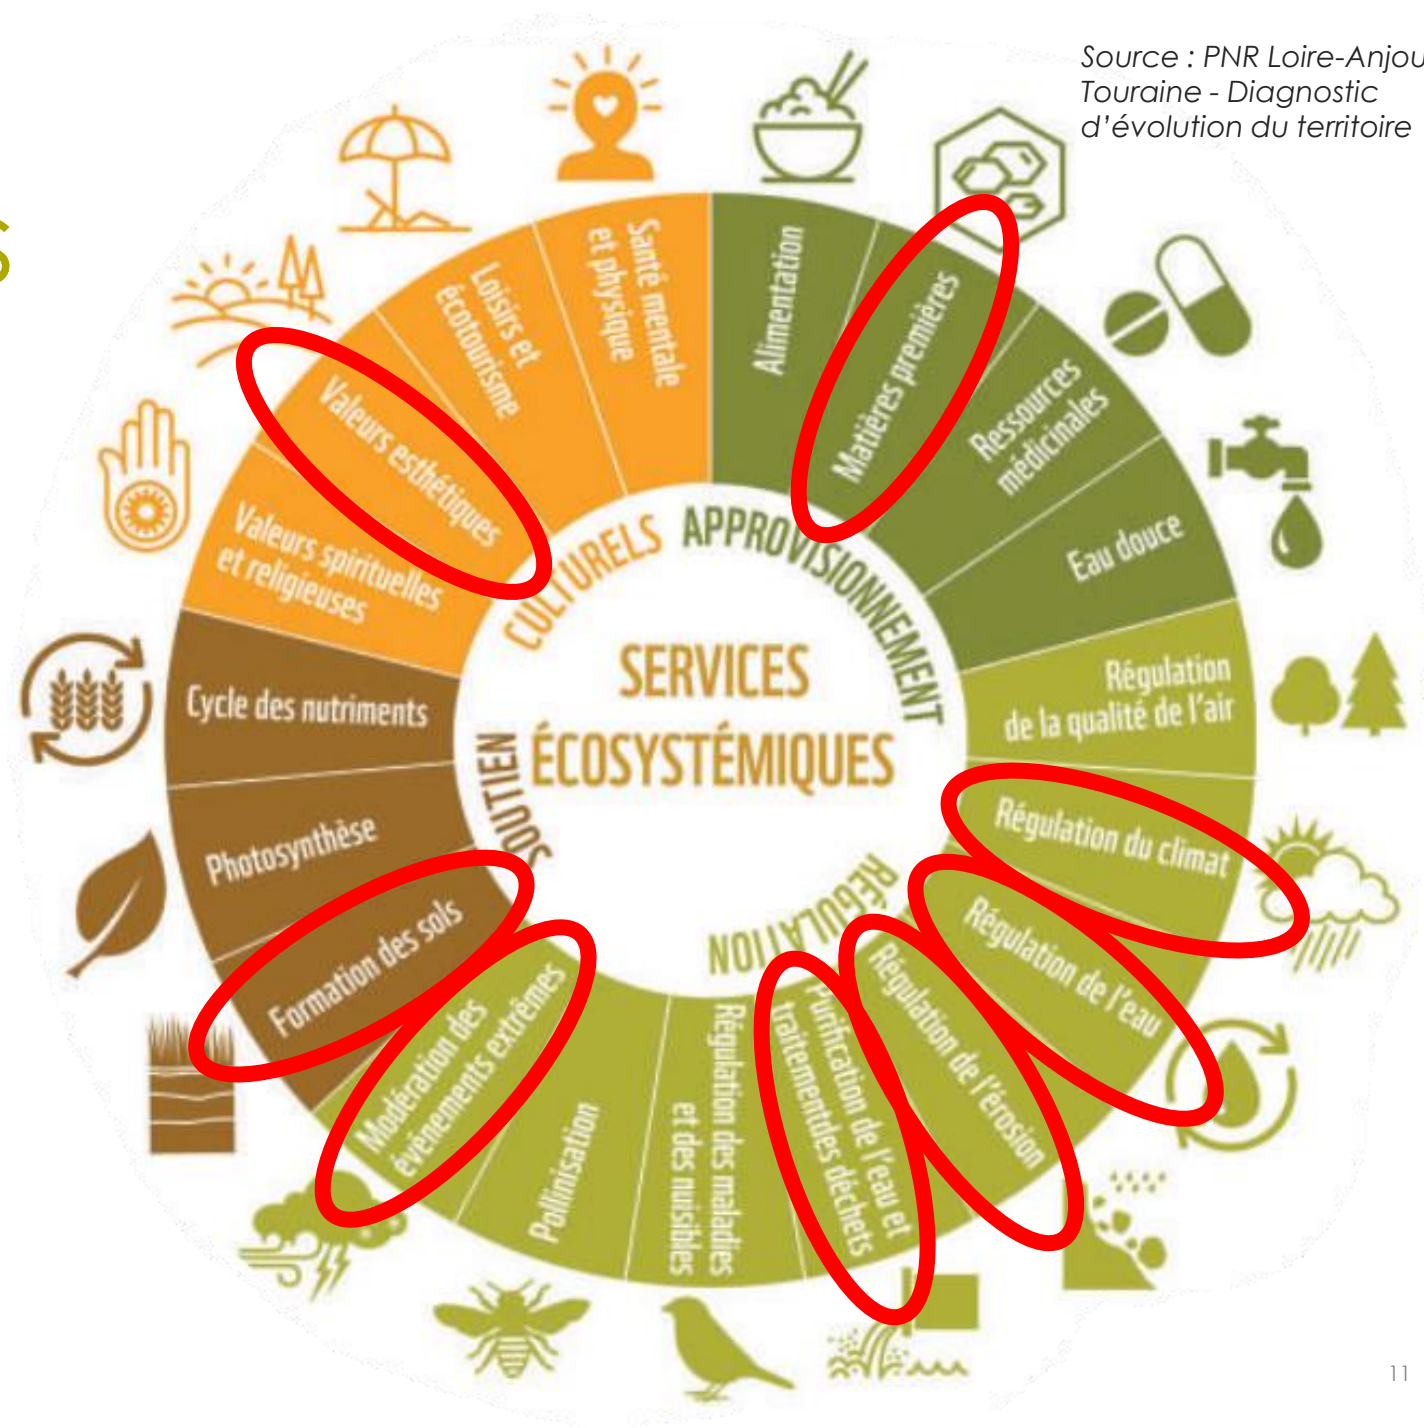 Source : PNR Loire-Anjou
Touraine - Diagnostic
d'évolution du territoire
S
Santé mentale
et physique
Loisirs et
écotourisme
Valeurs esthétiques
Valeurs spirituelles
et religieuses
Alimentation
Matières premières
Ressources
médicinales
Eau douce
CULTURELS
APPROVISIONNEMENT
SERVICES
ÉCOSYSTÉMIQUES
SOUTIEN
RÉGULATION
Régulation
de la qualité de l'air
Régulation du climat
Régulation de l'eau
Régulation de l'érosion
Purification de l'eau et
traitementdes déchets
Régulation des maladies
et des nuisibles
Pollinisation
Modération des
événements extrêmes
Formation des sols
Photosynthèse
Cycle des nutriments
11